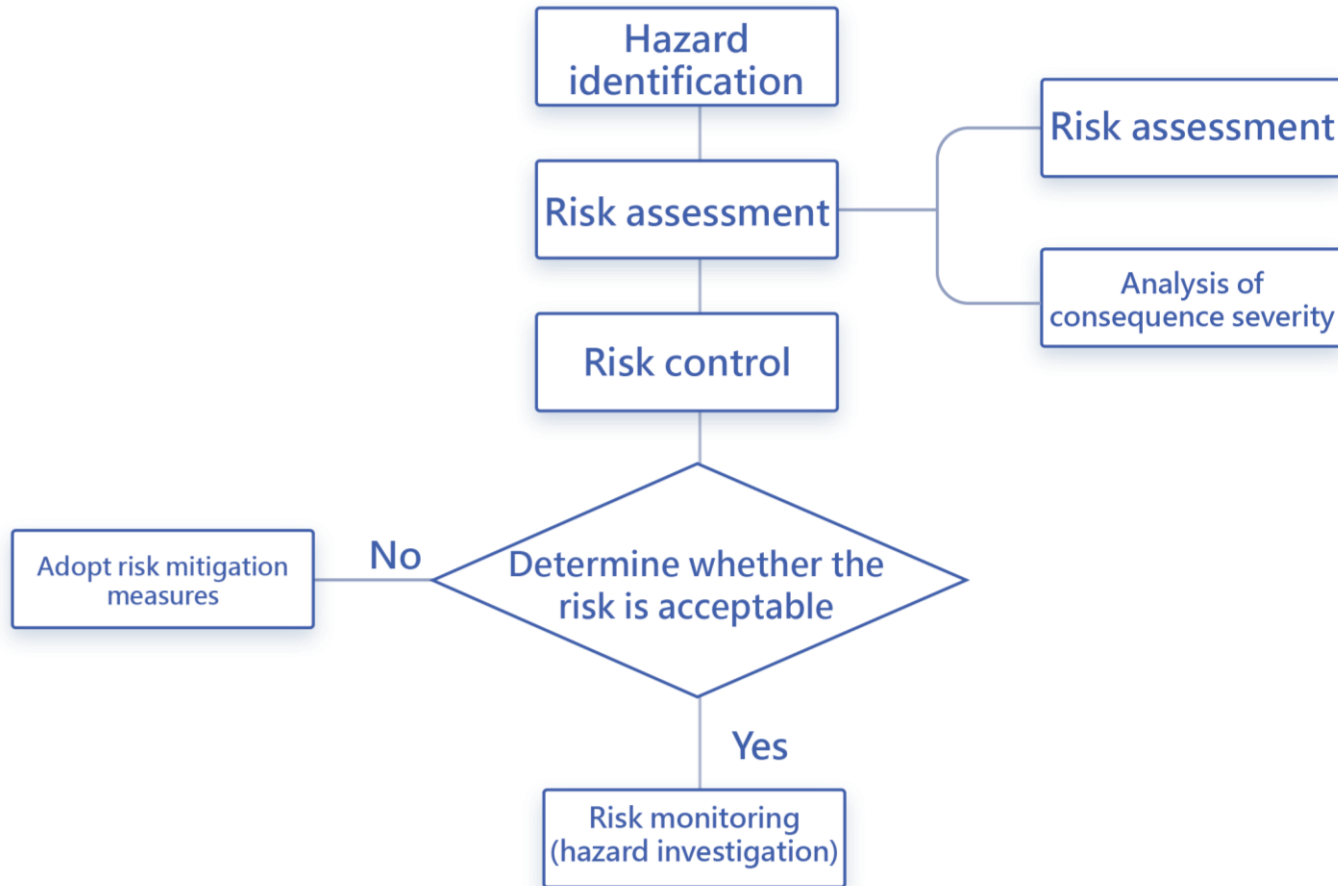 Hazard
identification
Risk assessment
Risk assessment
Analysis of
consequence severity
Risk control
Determine whether the
risk is acceptable
No
Adopt risk mitigation
measures
Yes
Risk monitoring
(hazard investigation)